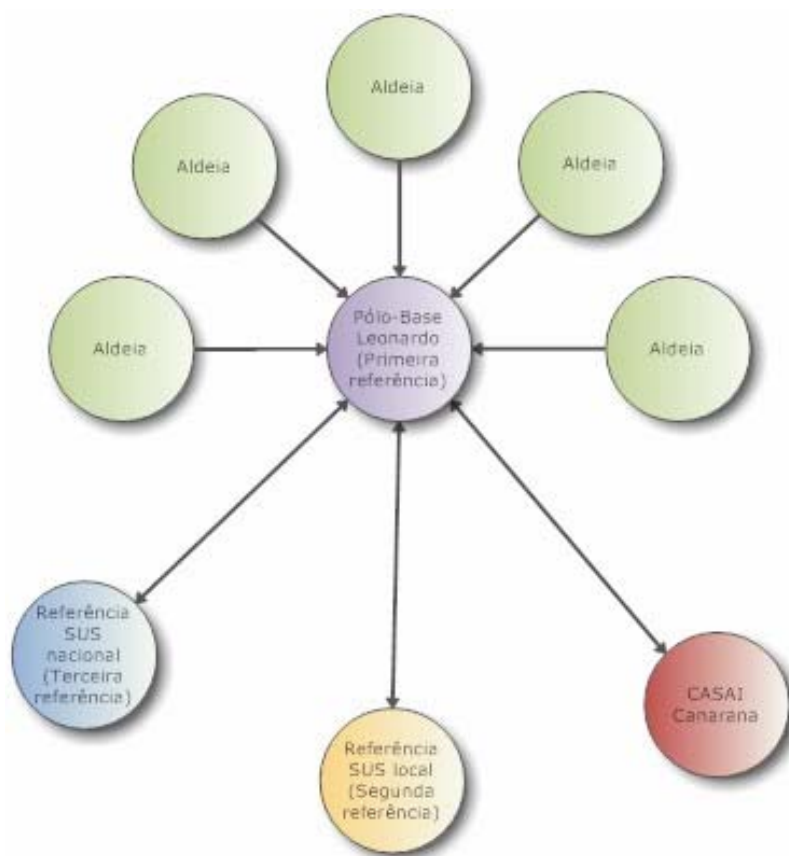 Aldeia
Aldeia
Aldeia
Aldeia
Pólo-Base
Leonardo
(Primeira
referência)
Aldeia
Referência
SUS
nacional
(Terceira
referência)
CASAI
Canarana
Referência
SUS local
(Segunda
referência)